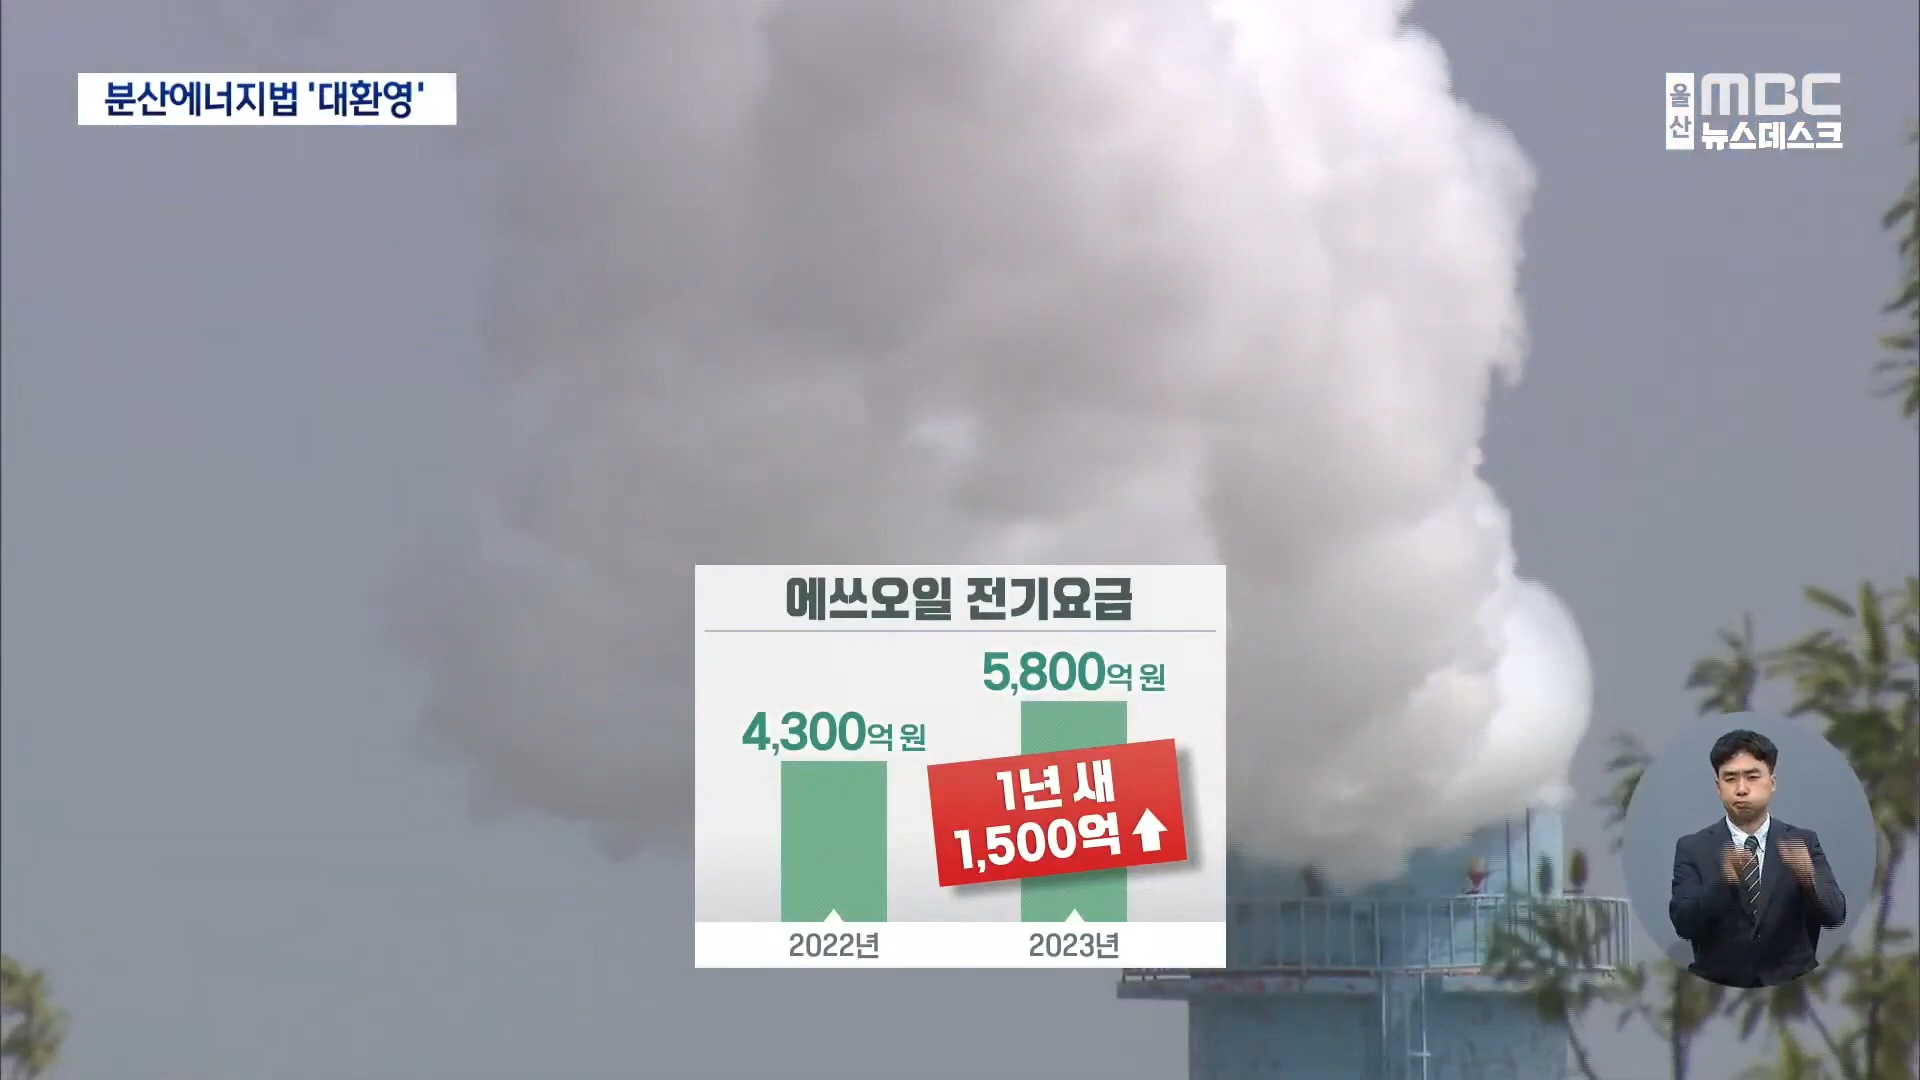 분산에너지법 '대환영'
울산 MBC
뉴스데스크
에쓰오일 전기요금
5,800억 원
4,300억 원
1년 새
1,500억
2022년
2023년